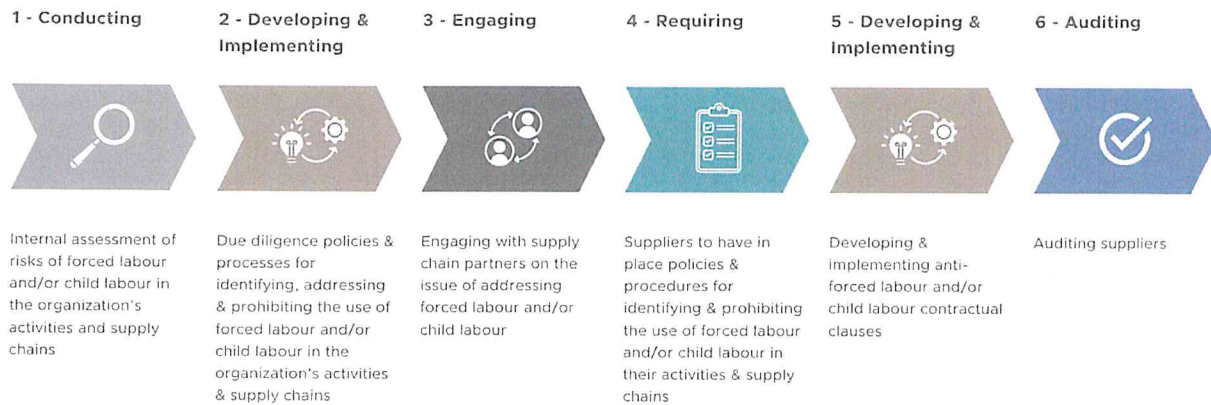 1 - Conducting
Internal assessment of
risks of forced labour
and/or child labour in
the organization's
activities and supply
chains
2 - Developing &
Implementing
Due diligence policies &
processes for
identifying, addressing
& prohibiting the use of
forced labour and/or
child labour in the
organization's activities
& supply chains
3 - Engaging
Engaging with supply
chain partners on the
issue of addressing
forced labour and/or
child labour
4 - Requiring
Suppliers to have in
place policies &
procedures for
identifying & prohibiting
the use of forced labour
and/or child labour in
their activities & supply
chains
5 - Developing &
Implementing
Developing &
implementing anti-
forced labour and/or
child labour contractual
clauses
6 - Auditing
Auditing suppliers